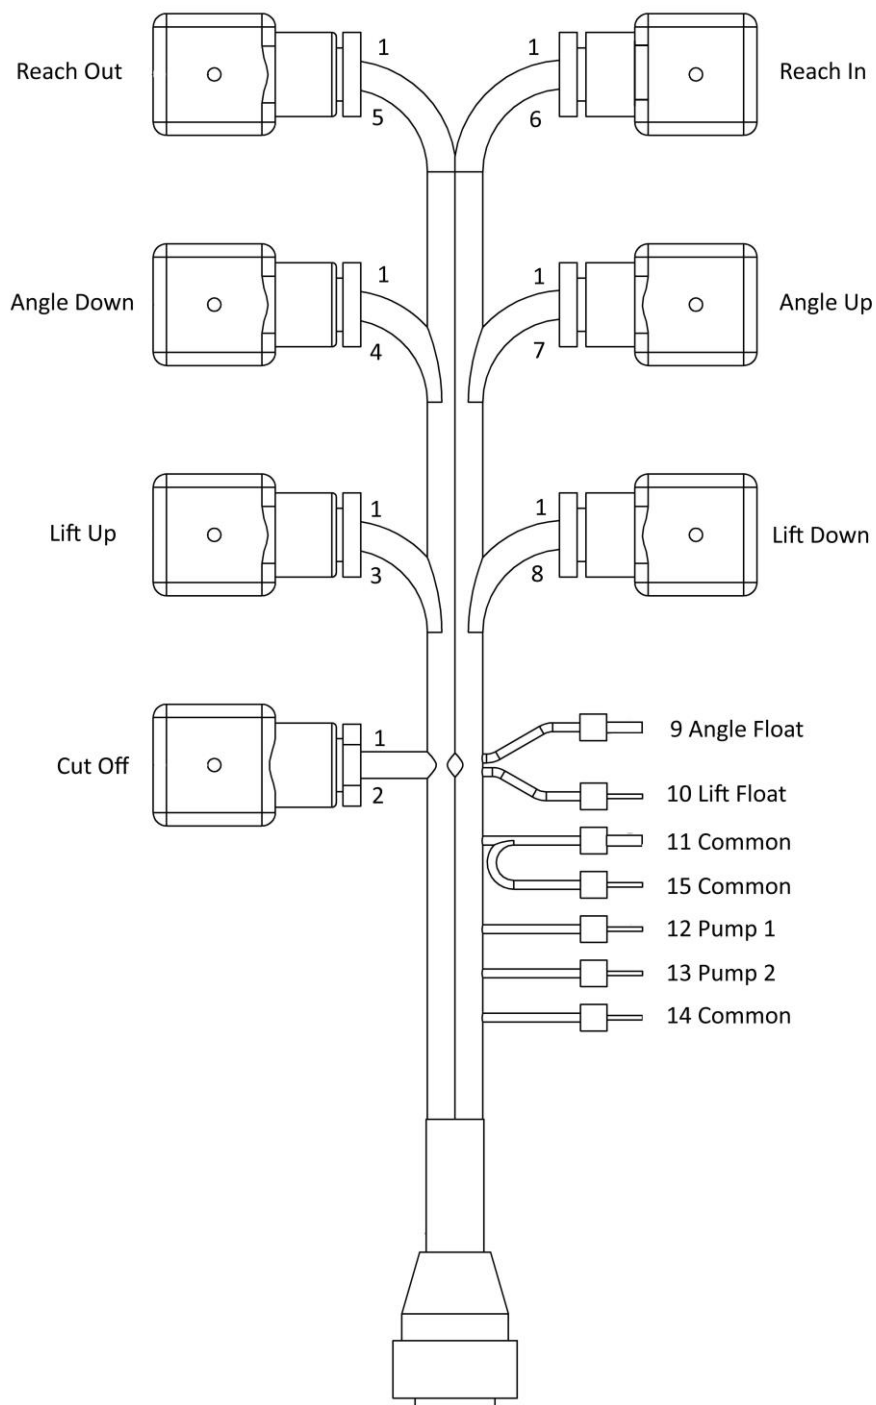 1
1
Reach Out
Reach In
5
6
1
1
Angle Down
Angle Up
4
7
1
1
Lift Up
Lift Down
3
8
9 Angle Float
1
Cut Off
2
10 Lift Float
11 Common
15 Common
12 Pump 1
13 Pump 2
14 Common